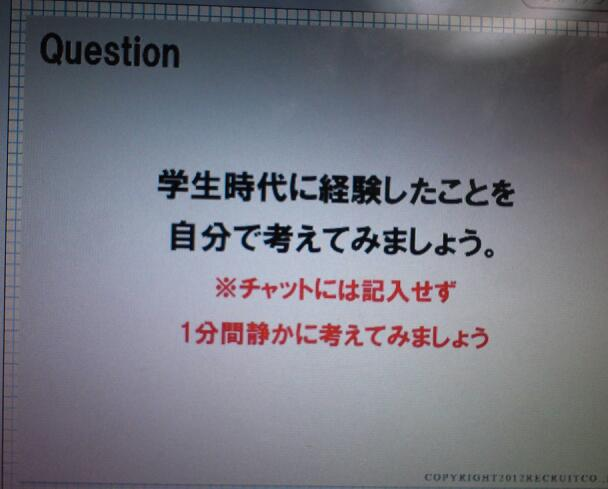 Question
学生時代に経験したことを
自分で考えてみましょう。
※チャットには記入せず
1分間静かに考えてみましょう
COPYRIGHT2012RECRUITCO.